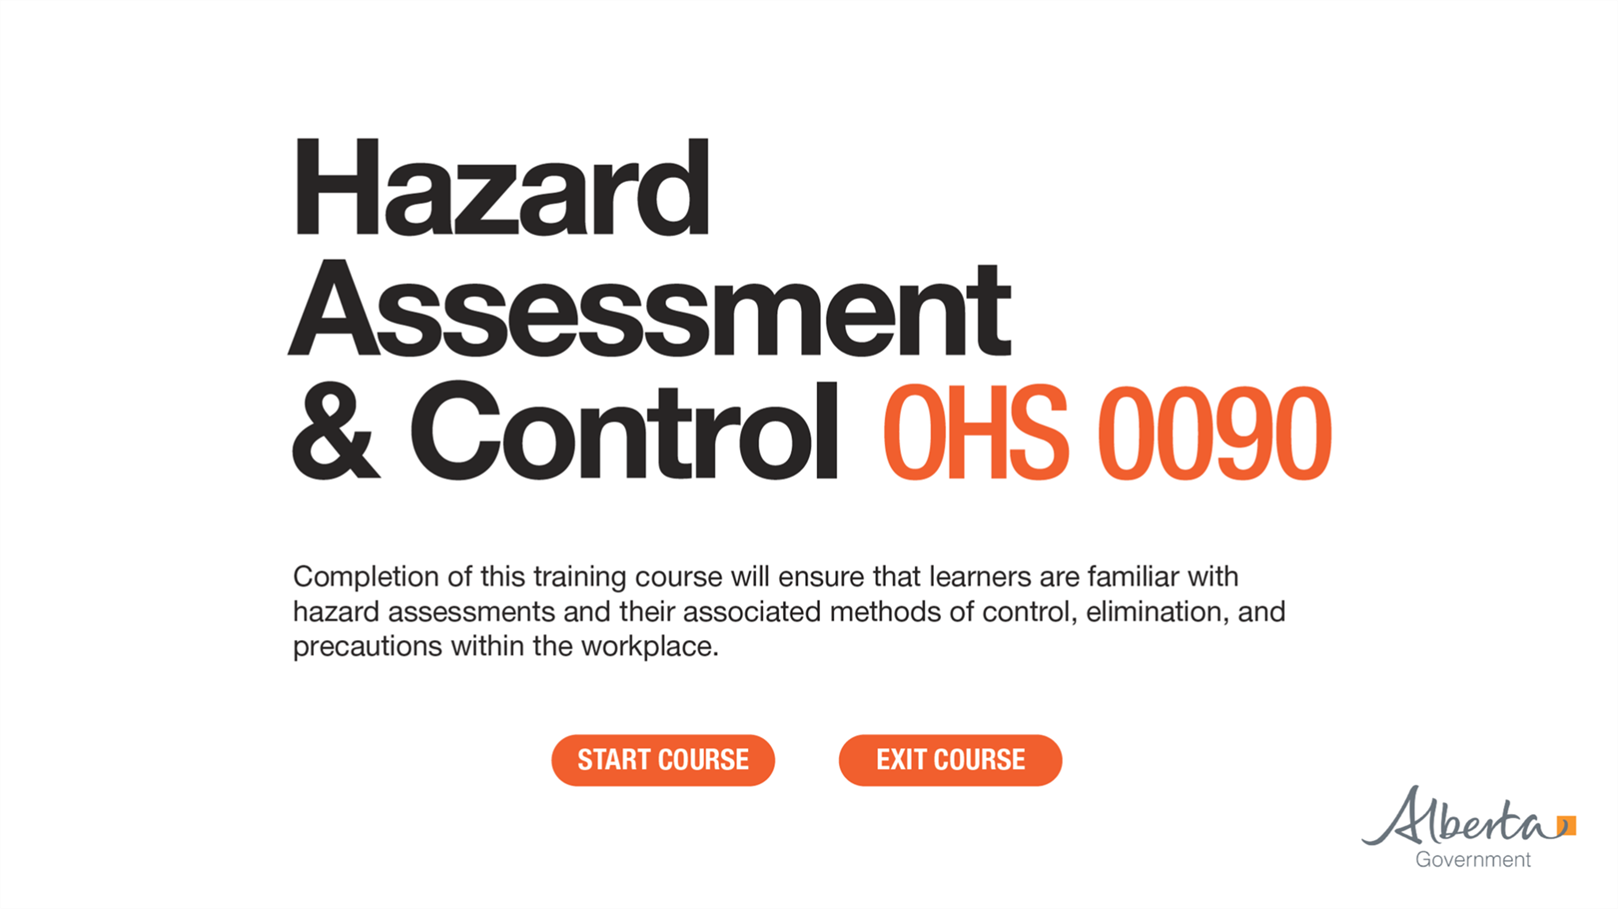 Hazard
Assessment
& Control OHS 0090
Completion of this training course will ensure that learners are familiar with
hazard assessments and their associated methods of control, elimination, and
precautions within the workplace.
START COURSE EXIT COURSE
Alberta
Government